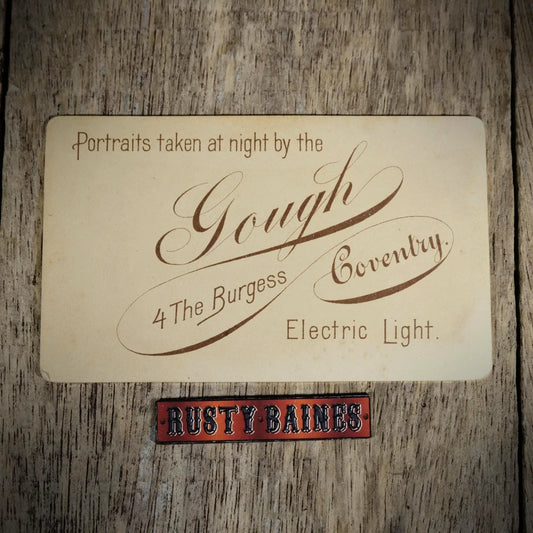 Portraits taken at night by the
Gough
4 The Burgess
Coventry.
Electric Light.
RUSTY·BAINES